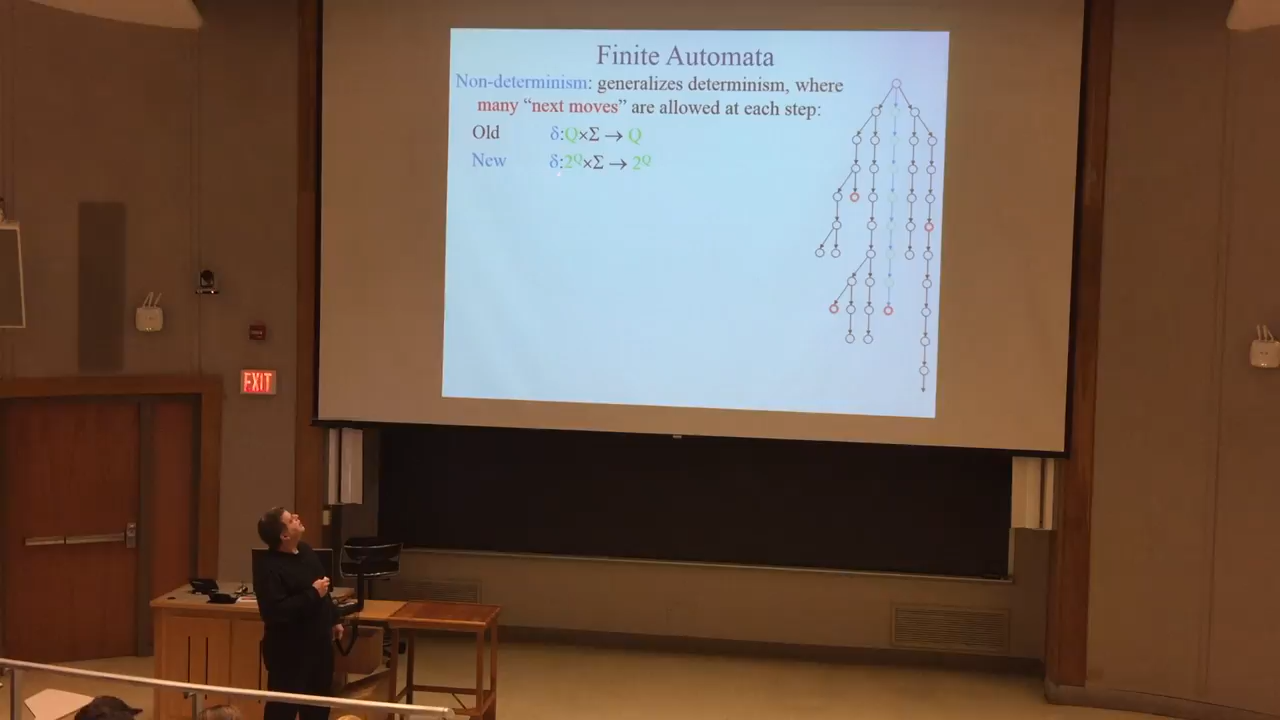 Finite Automata
Non-determinism: generalizes determinism, where
many “next moves” are allowed at each step:
Old δ:Q×Σ → Q
New δ:2^Q×Σ → 2^Q
EXIT